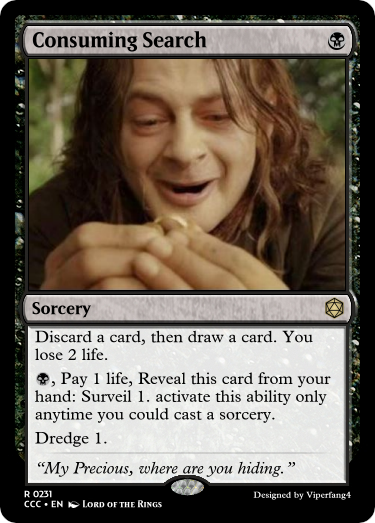 Consuming Search
Sorcery
Discard a card, then draw a card. You
lose 2 life.
, Pay 1 life, Reveal this card from your
hand: Surveil 1. activate this ability only
anytime you could cast a sorcery.
Dredge 1.
“My Precious, where are you hiding.”
R 0231
CCC • EN LORD OF THE RINGS
Designed by Viperfang4